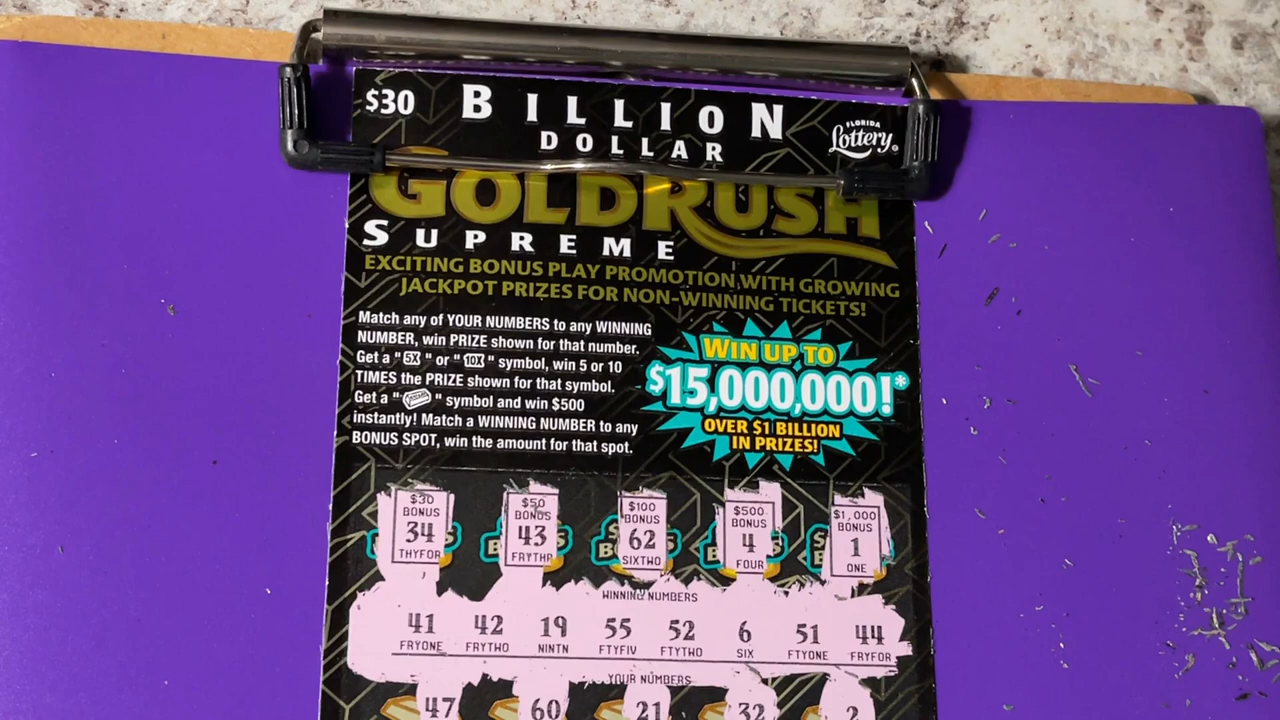 $30 BILLION
DOLLAR
FLORIDA
Lottery
GOLDRUSH
SUPREME
EXCITING BONUS PLAY PROMOTION WITH GROWING
JACKPOT PRIZES FOR NON-WINNING TICKETS!
Match any of YOUR NUMBERS to any WINNING
NUMBER, win PRIZE shown for that number.
Get a "5X" or "10X" symbol, win 5 or 10
TIMES the PRIZE shown for that symbol.
Get a " " symbol and win $500
instantly! Match a WINNING NUMBER to any
BONUS SPOT, win the amount for that spot.
WIN UP TO
$15,000,000!*
OVER $1 BILLION
IN PRIZES!
$30 $50 $100 $500 $1,000
BONUS BONUS BONUS BONUS BONUS
34 43 62 4 1
THYFOR FRYTHR SIXTWO FOUR ONE
WINNING NUMBERS
41 42 19 55 52 6 51 44
FRYONE FRYTWO NINTN FTYFIV FTYTWO SIX FTYONE FRYFOR
YOUR NUMBERS
47 60 21 32 2